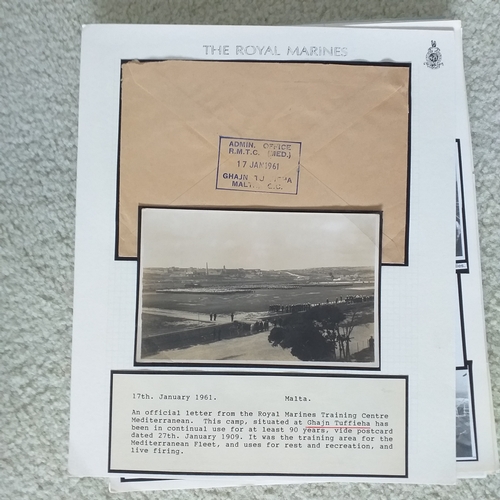 THE ROYAL MARINES
ADMIN. OFFICE
R.M.T.C. (MED.)
17 JAN 1961
GHAJN
MALTA G.C.
17th. January 1961. Malta.
An official letter from the Royal Marines Training Centre
Mediterranean. This camp, situated at Ghajn Tuffieha has
been in continual use for at least 90 years, vide postcard
dated 27th. January 1909. It was the training area for the
Mediterranean Fleet, and uses for rest and recreation, and
live firing.